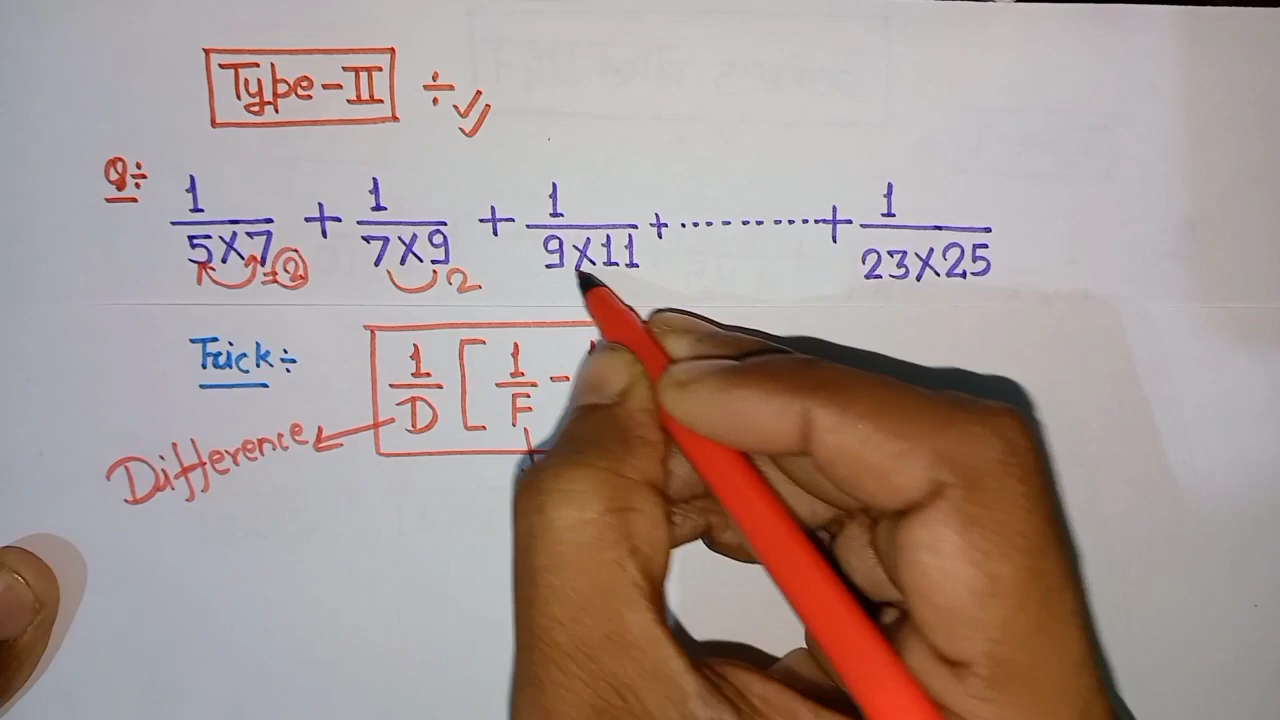 Type-II ÷
Q÷ 1/5×7 + 1/7×9 + 1/9×11 + ............ + 1/23×25
=2 2
Trick÷ 1/D [ 1/F -
Difference